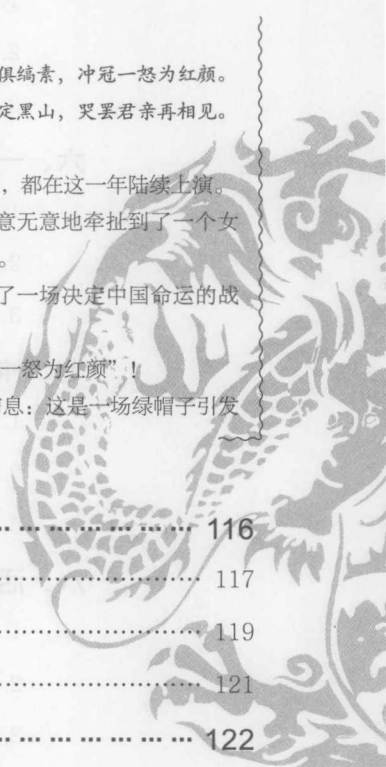 俱缟素，冲冠一怒为红颜。
定黑山，哭罢君亲再相见。
，都在这一年陆续上演。
意无意地牵扯到了一个女
。
了一场决定中国命运的战
一怒为红颜”！
息：这是一场绿帽子引发
116
117
119
121
122